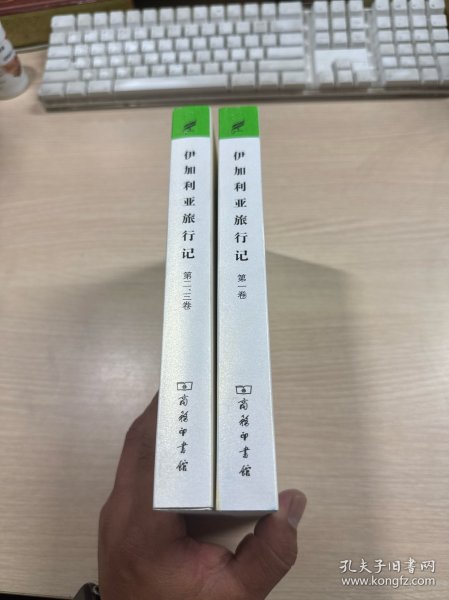 伊加利亚旅行记
第二、三卷
商务印书馆
伊加利亚旅行记
第一卷
商务印书馆
孔夫子旧书网
www.kongfz.com